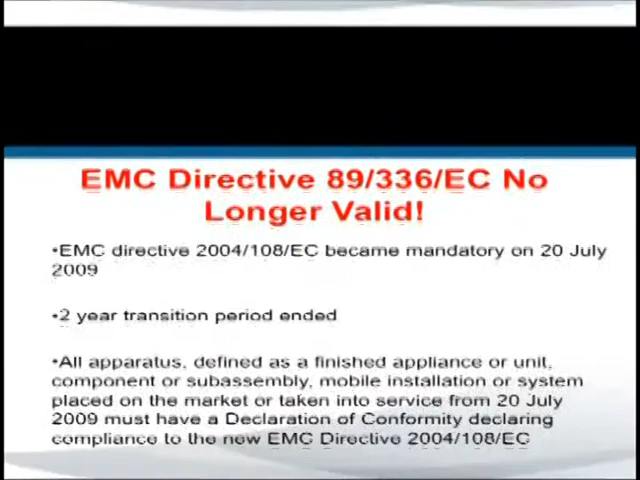 EMC Directive 89/336/EC No
Longer Valid!
•EMC directive 2004/108/EC became mandatory on 20 July
2009
•2 year transition period ended
•All apparatus, defined as a finished appliance or unit,
component or subassembly, mobile installation or system
placed on the market or taken into service from 20 July
2009 must have a Declaration of Conformity declaring
compliance to the new EMC Directive 2004/108/EC